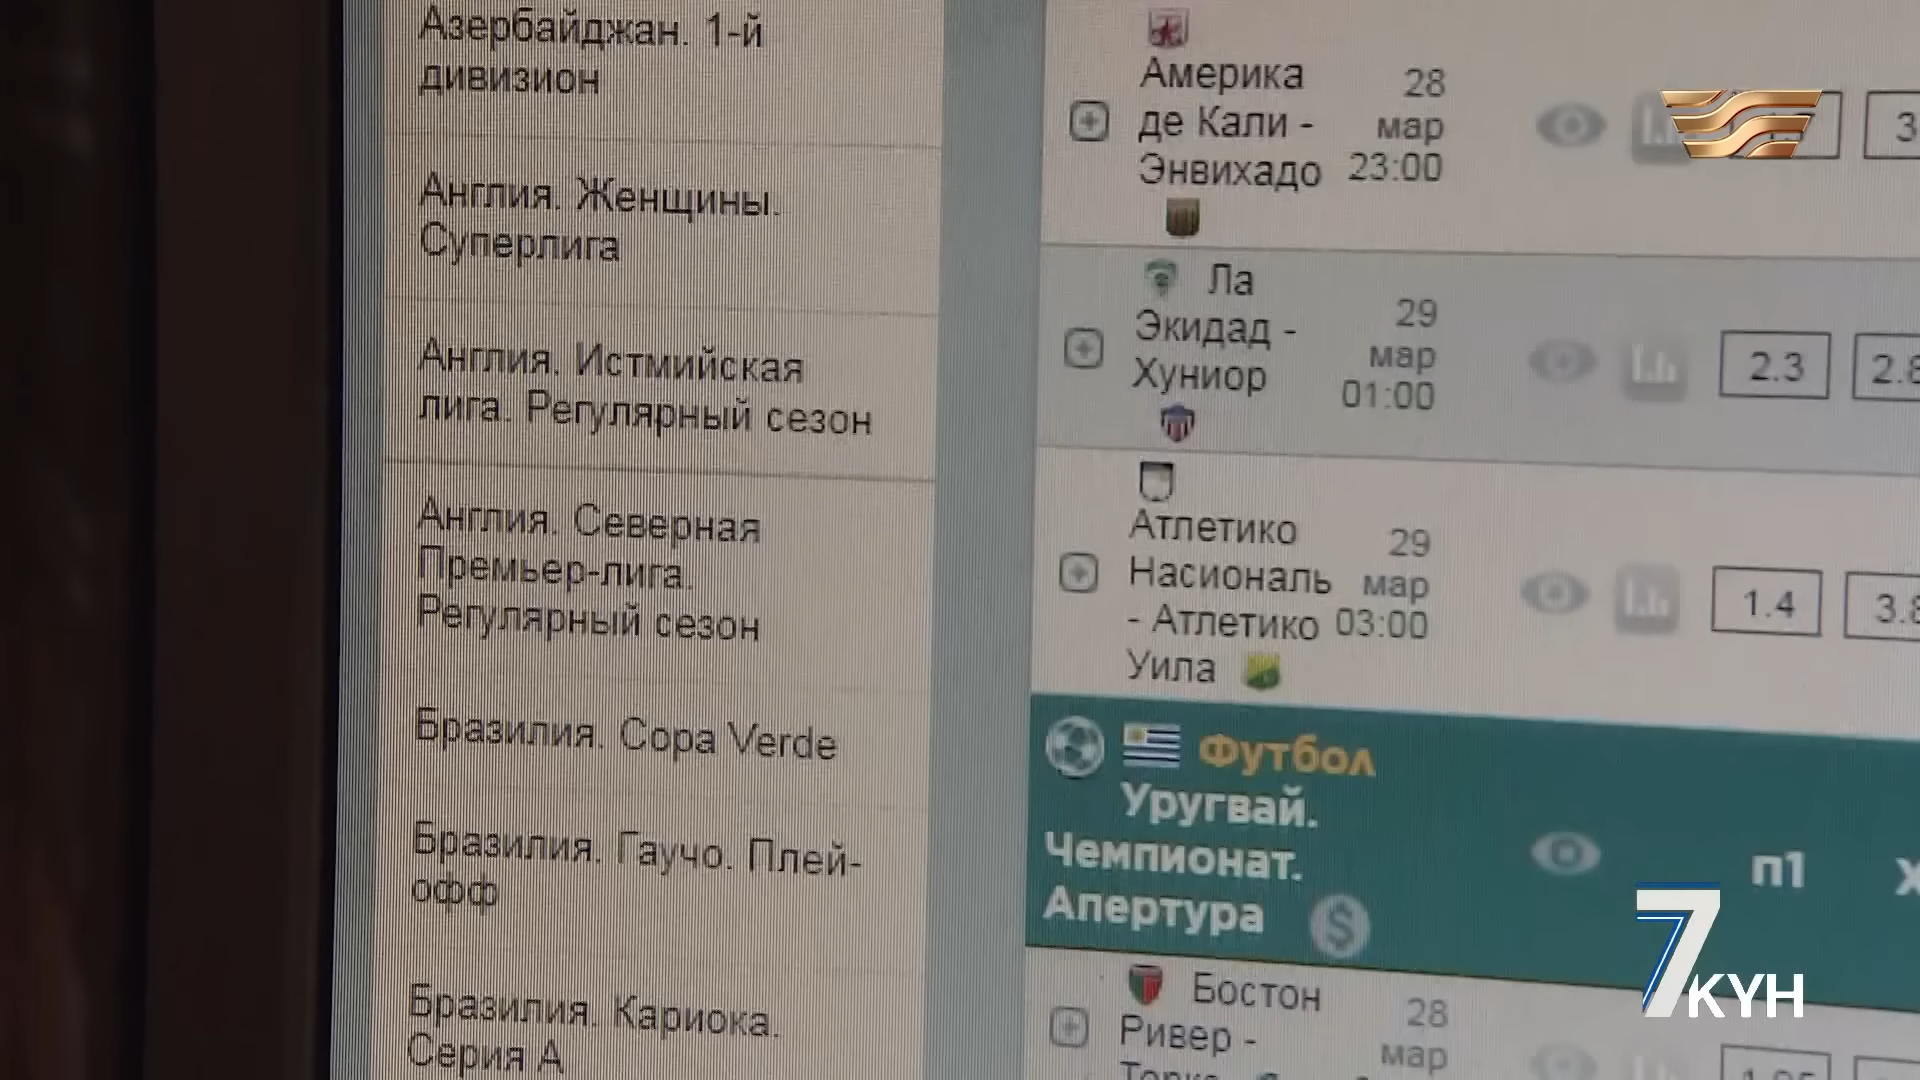 Азербайджан. 1-й
дивизион
Англия. Женщины.
Суперлига
Англия. Истмийская
лига. Регулярный сезон
Англия. Северная
Премьер-лига.
Регулярный сезон
Бразилия. Copa Verde
Бразилия. Гаучо. Плей-
офф
Бразилия. Кариока.
Серия А
Америка
де Кали -
Энвихадо
28
мар
23:00
Ла
Экидад -
Хуниор
29
мар
01:00
2.3
Атлетико
Насиональ
- Атлетико
Уила
29
мар
03:00
1.4
Футбол
Уругвай.
Чемпионат.
Апертура
$
п1
Бостон
Ривер -
28
мар
7КҮН